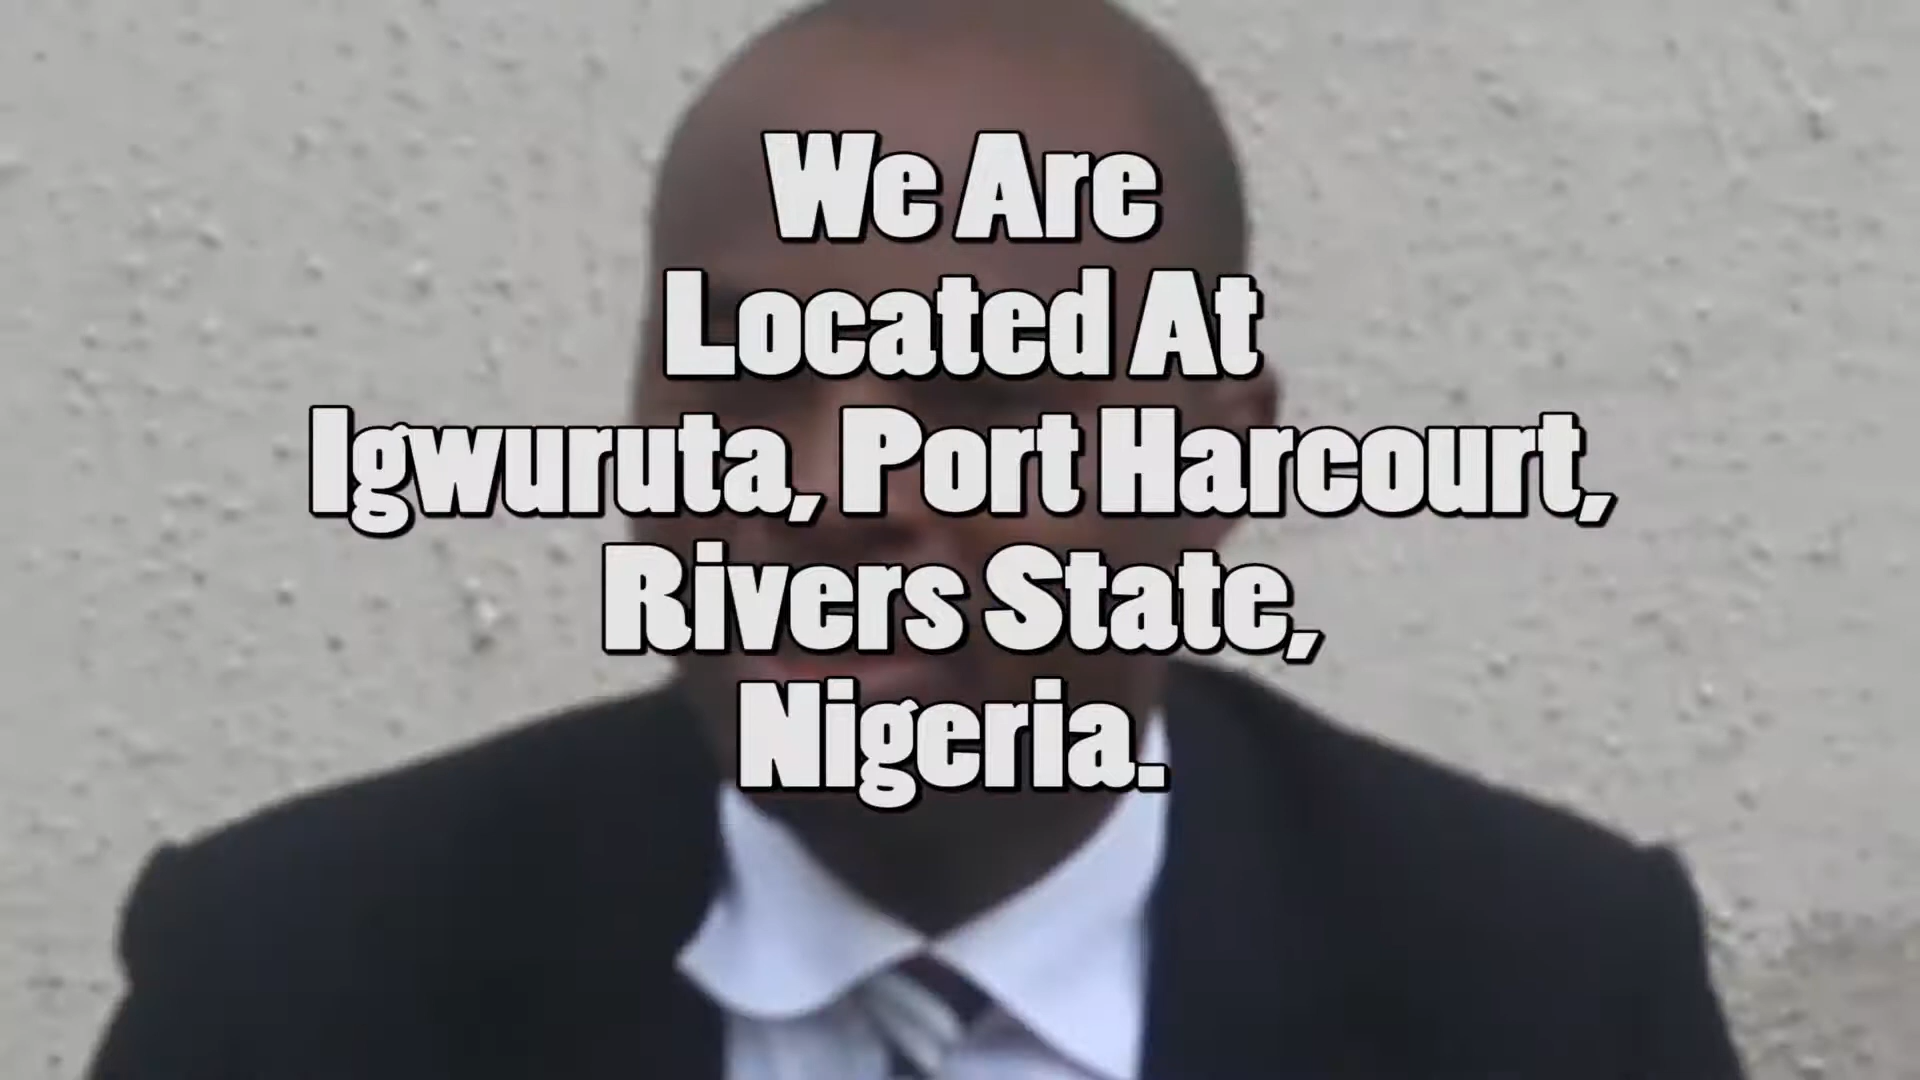 We Are
Located At
Igwuruta, Port Harcourt,
Rivers State,
Nigeria.